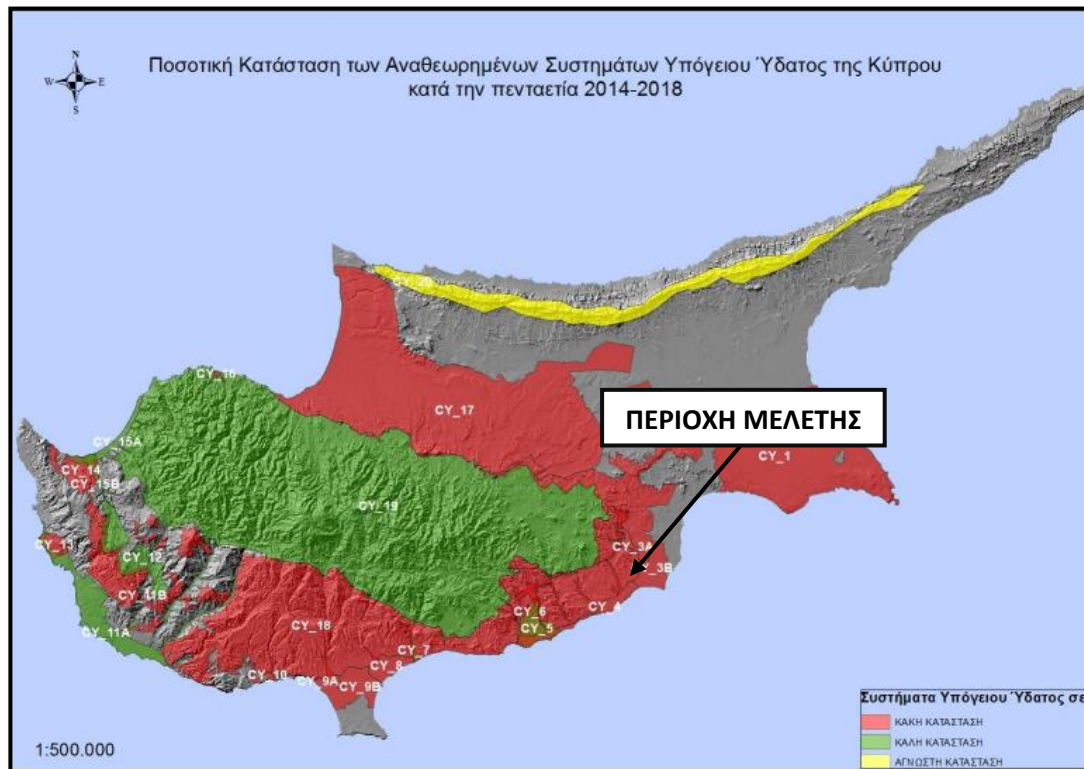 Ποσοτική Κατάσταση των Αναθεωρημένων Συστημάτων Υπόγειου Ύδατος της Κύπρου
κατά την πενταετία 2014-2018
N
W
E
S
CY_16
CY_17
ΠΕΡΙΟΧΗ ΜΕΛΕΤΗΣ
CY_15A
CY_14
CY_15B
CY_1
CY_19
CY_13
CY_12
CY_3A
CY_3B
CY_11B
CY_6
CY_4
CY_11A
CY_18
CY_5
CY_7
CY_8
CY_10
CY_9A
CY_9B
Συστήματα Υπόγειου Ύδατος σε
ΚΑΚΗ ΚΑΤΑΣΤΑΣΗ
ΚΑΛΗ ΚΑΤΑΣΤΑΣΗ
ΑΓΝΩΣΤΗ ΚΑΤΑΣΤΑΣΗ
1:500.000